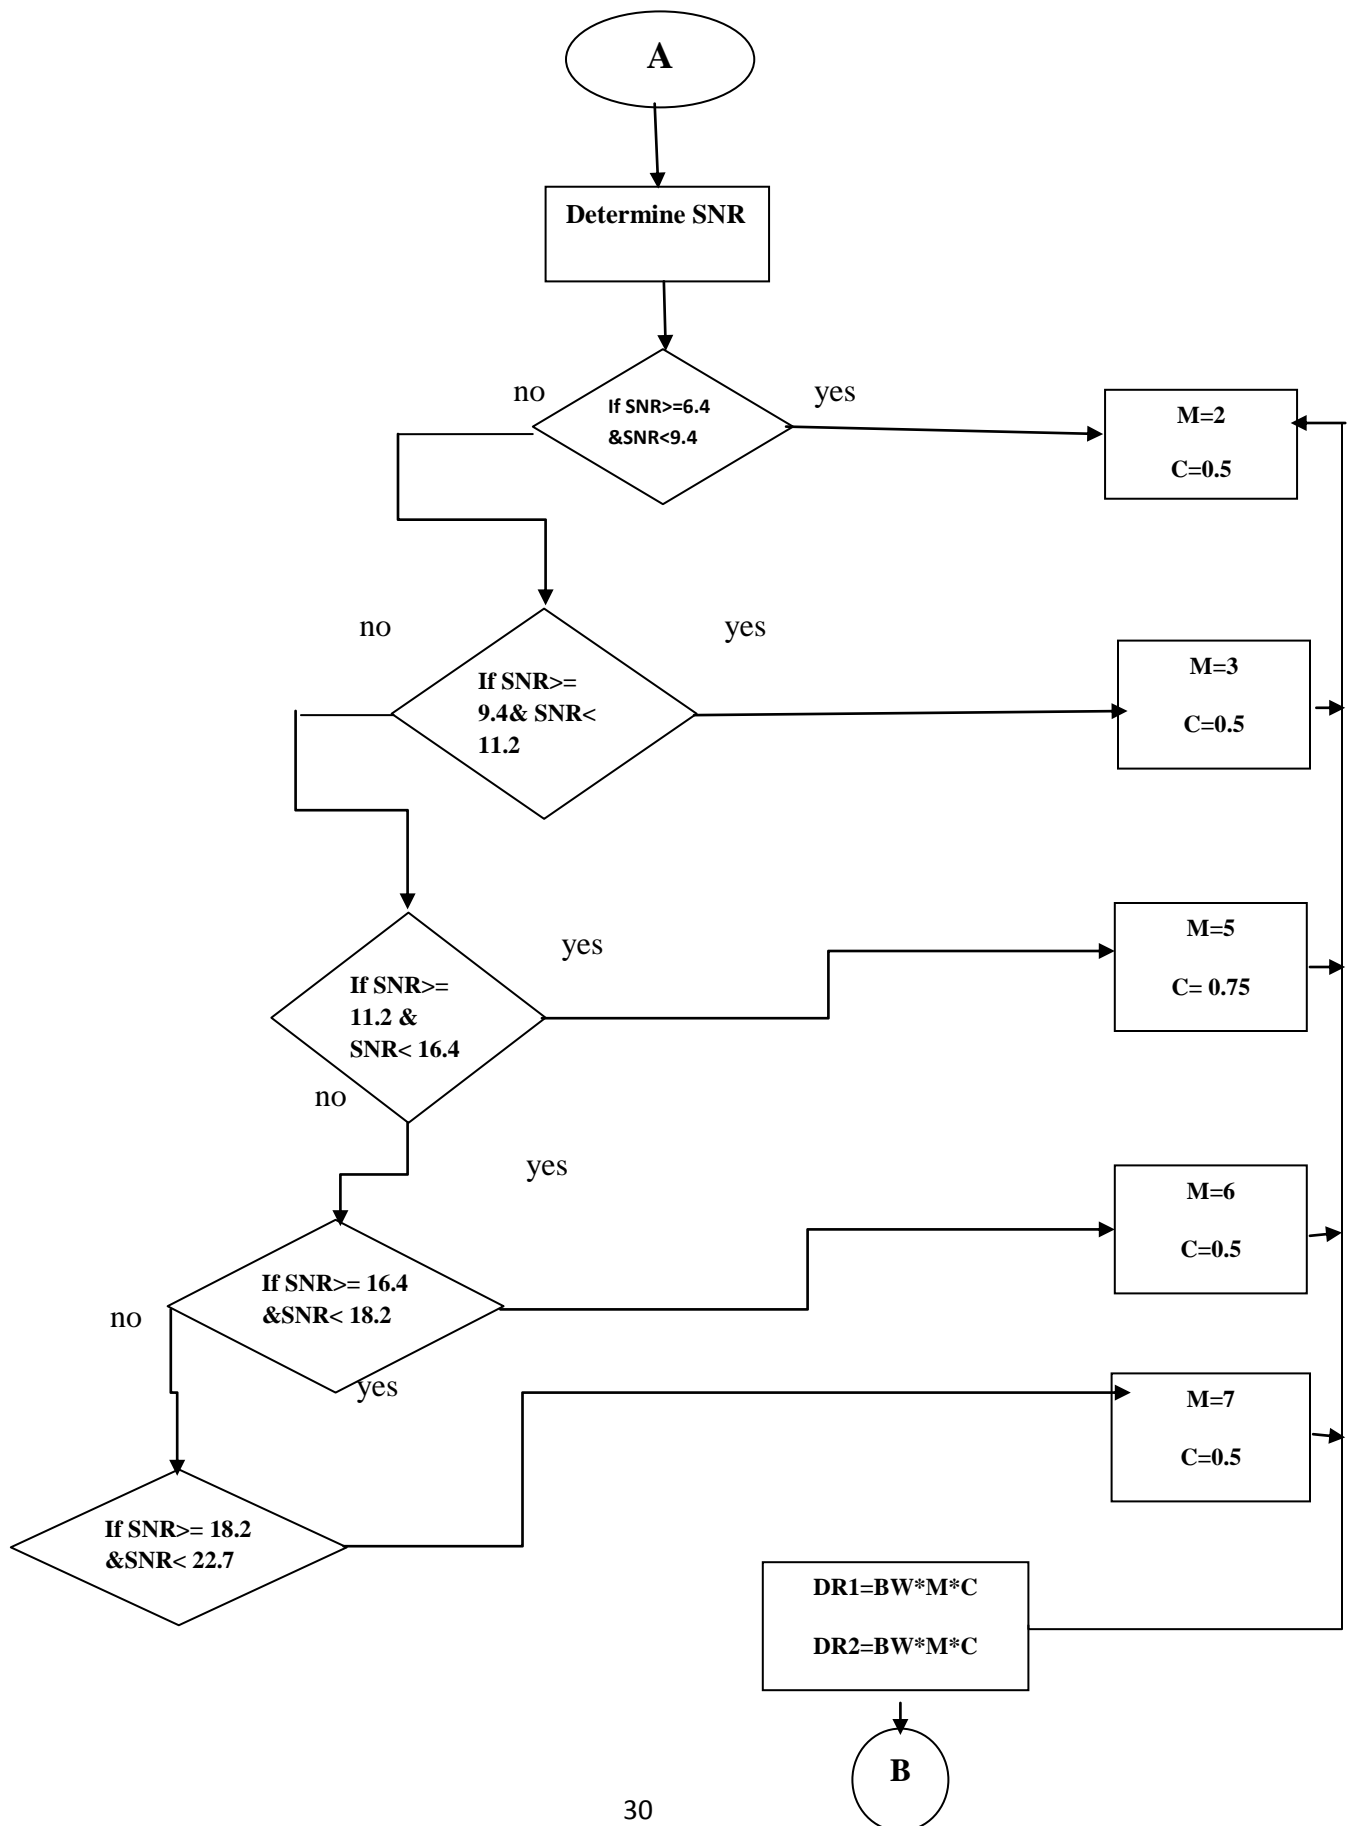 A
Determine SNR
no
yes
If SNR>=6.4
&SNR<9.4
M=2
C=0.5
no
yes
If SNR>=
9.4& SNR<
11.2
M=3
C=0.5
yes
If SNR>=
11.2 &
SNR< 16.4
no
M=5
C= 0.75
yes
If SNR>= 16.4
&SNR< 18.2
no
M=6
C=0.5
yes
If SNR>= 18.2
&SNR< 22.7
M=7
C=0.5
DR1=BW*M*C
DR2=BW*M*C
B
30